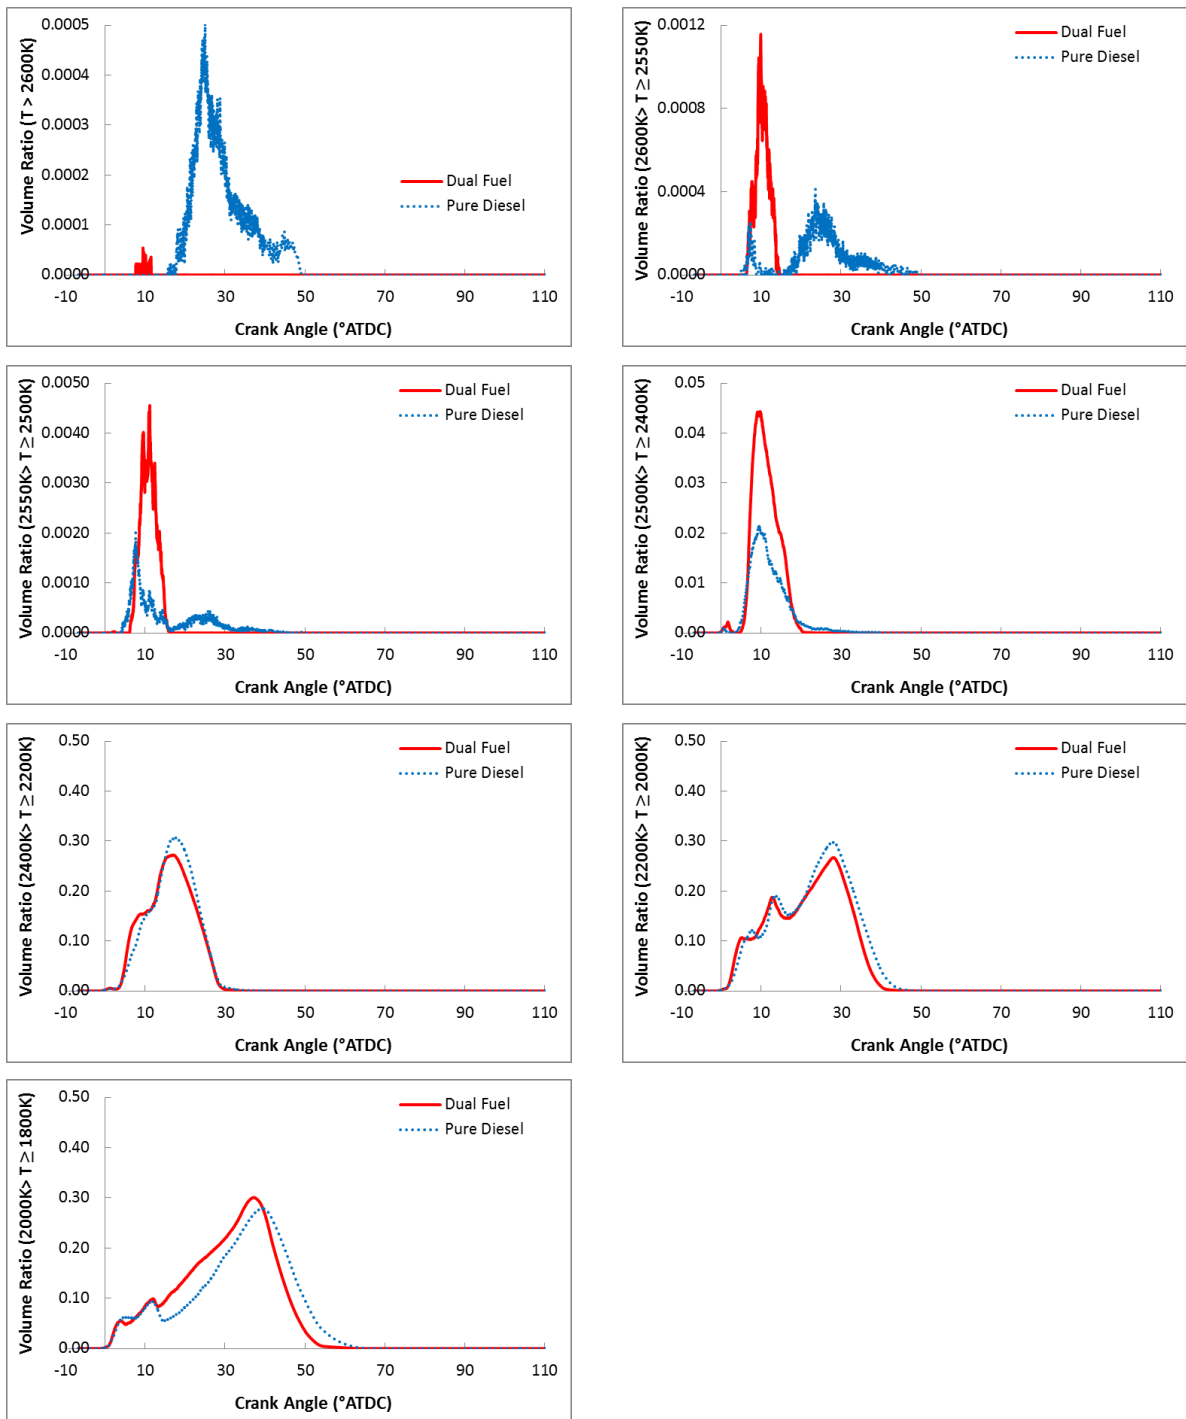 Volume Ratio (T > 2600K)
0.0005
0.0004
0.0003
0.0002
0.0001
0.0000
-10 10 30 50 70 90 110
Crank Angle (°ATDC)
Dual Fuel
Pure Diesel
Volume Ratio (2600K> T ≥ 2550K)
0.0012
0.0008
0.0004
0.0000
-10 10 30 50 70 90 110
Crank Angle (°ATDC)
Dual Fuel
Pure Diesel
Volume Ratio (2550K> T ≥ 2500K)
0.0050
0.0040
0.0030
0.0020
0.0010
0.0000
-10 10 30 50 70 90 110
Crank Angle (°ATDC)
Dual Fuel
Pure Diesel
Volume Ratio (2500K> T ≥ 2400K)
0.05
0.04
0.03
0.02
0.01
0.00
-10 10 30 50 70 90 110
Crank Angle (°ATDC)
Dual Fuel
Pure Diesel
Volume Ratio (2400K> T ≥ 2200K)
0.50
0.40
0.30
0.20
0.10
0.00
-10 10 30 50 70 90 110
Crank Angle (°ATDC)
Dual Fuel
Pure Diesel
Volume Ratio (2200K> T ≥ 2000K)
0.50
0.40
0.30
0.20
0.10
0.00
-10 10 30 50 70 90 110
Crank Angle (°ATDC)
Dual Fuel
Pure Diesel
Volume Ratio (2000K> T ≥ 1800K)
0.50
0.40
0.30
0.20
0.10
0.00
-10 10 30 50 70 90 110
Crank Angle (°ATDC)
Dual Fuel
Pure Diesel